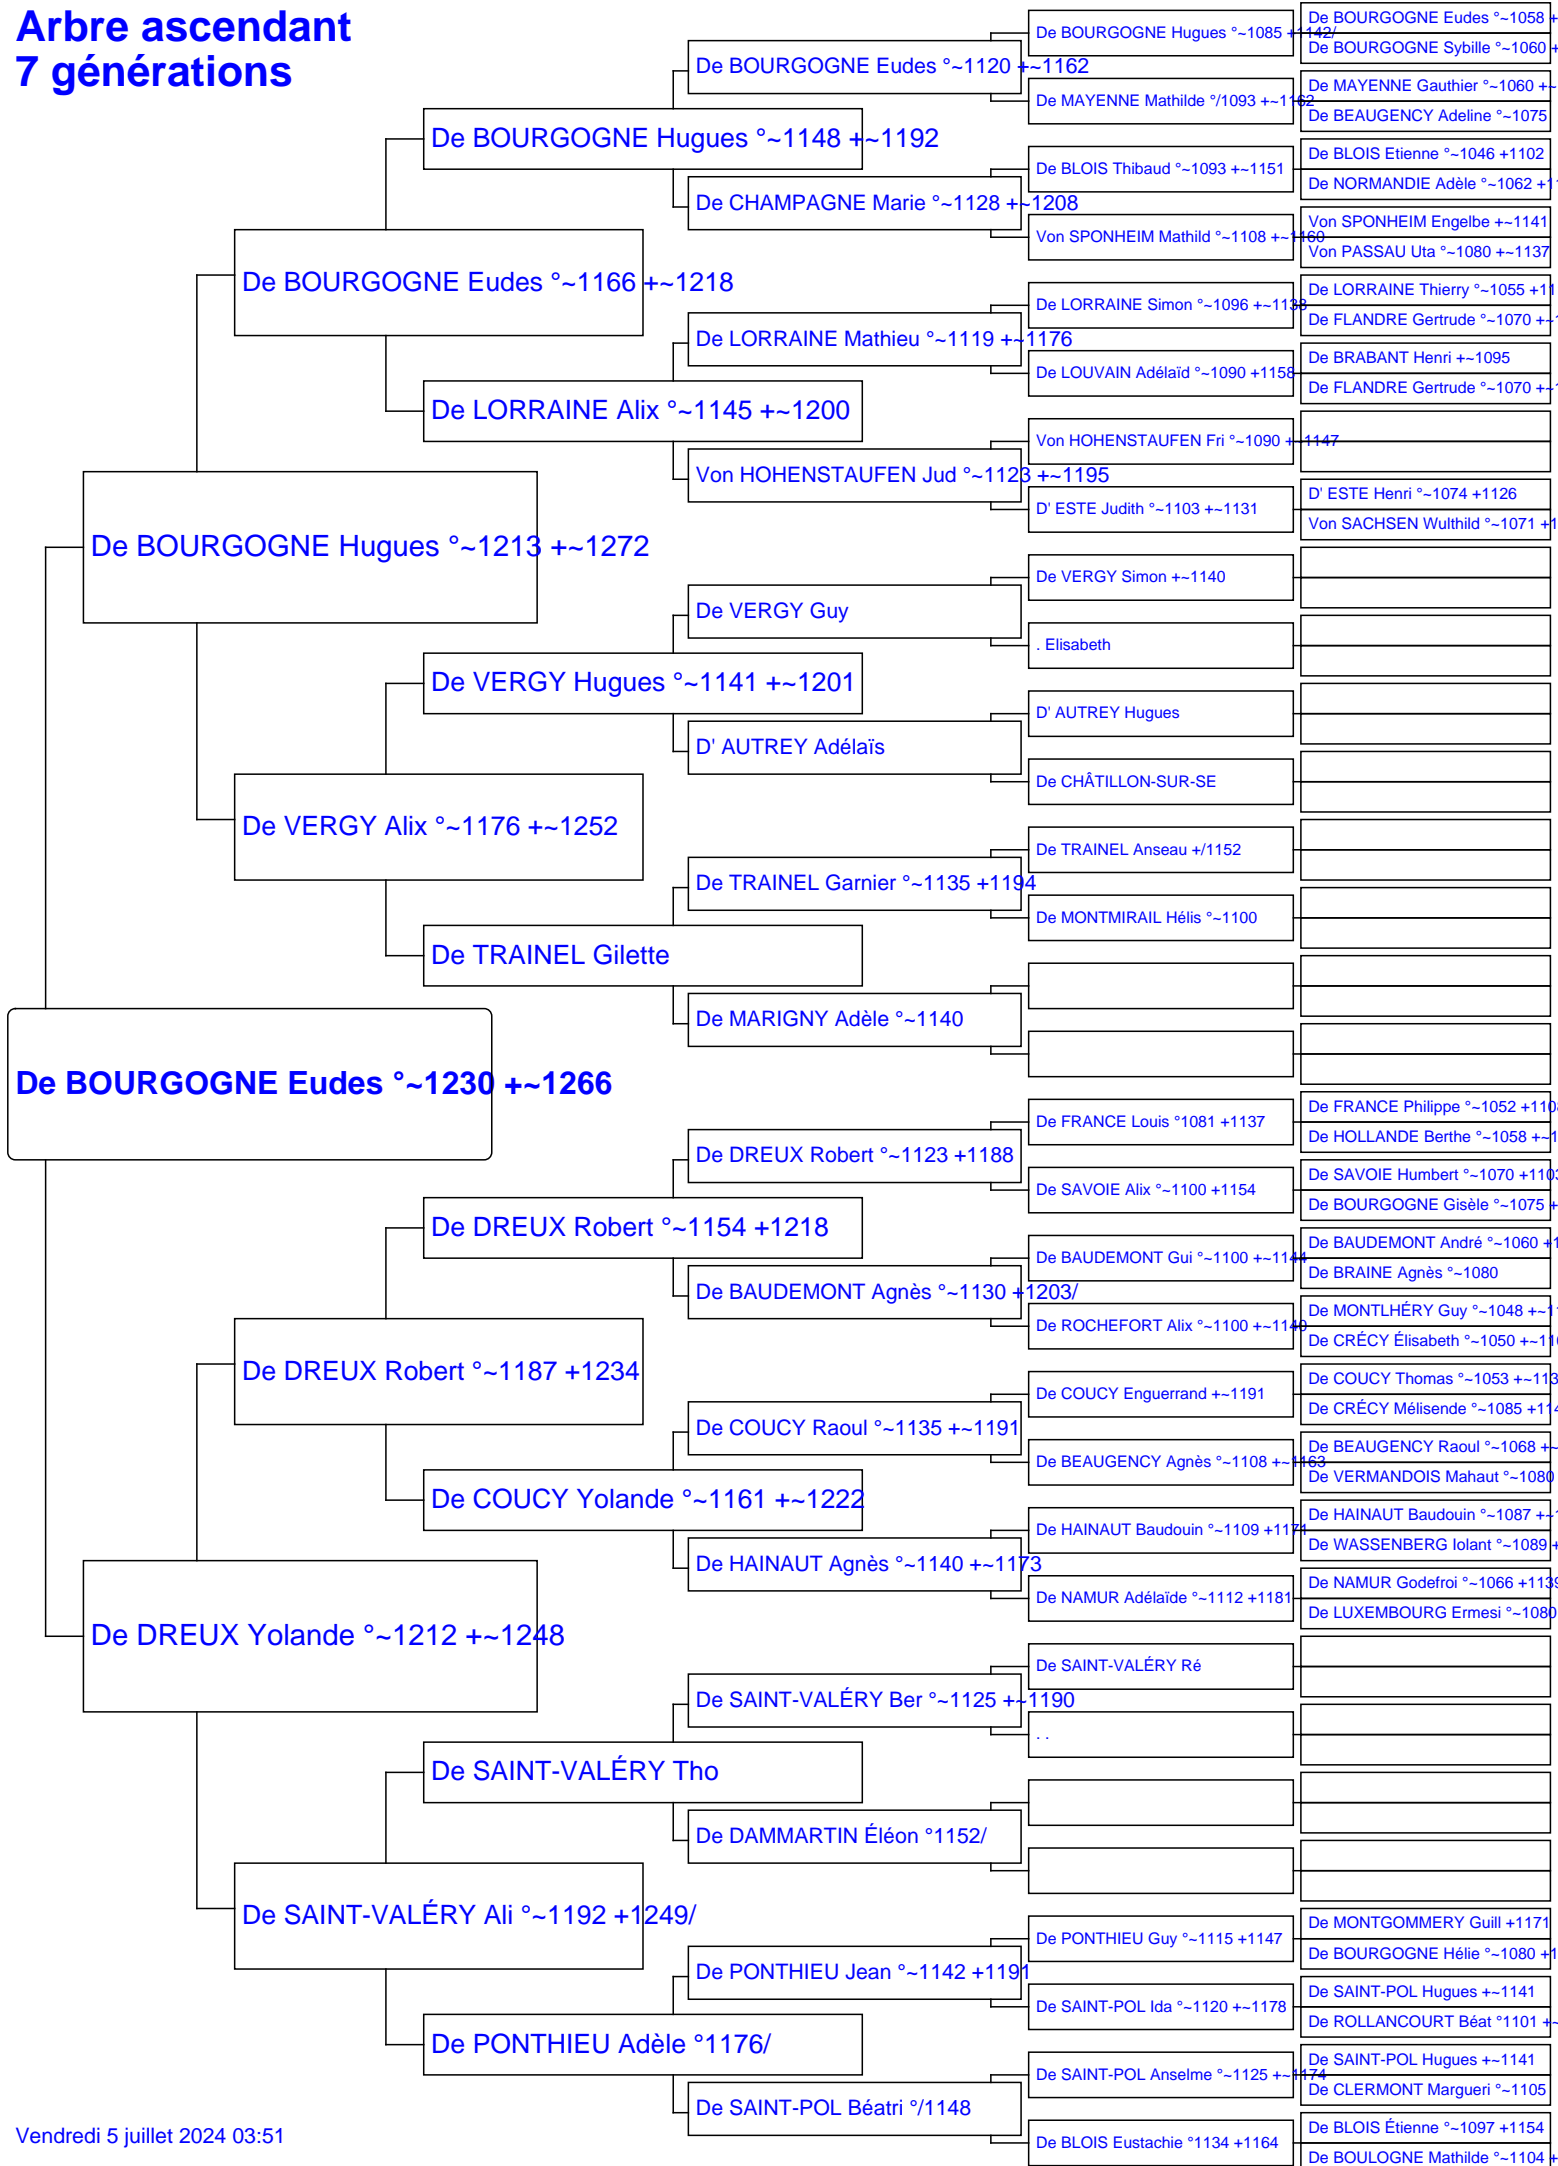 Arbre ascendant
7 générations
De BOURGOGNE Eudes °~1230 +~1266
De BOURGOGNE Hugues °~1213 +~1272
De DREUX Yolande °~1212 +~1248
De BOURGOGNE Eudes °~1166 +~1218
De VERGY Alix °~1176 +~1252
De DREUX Robert °~1187 +1234
De SAINT-VALÉRY Ali °~1192 +1249/
De BOURGOGNE Hugues °~1148 +~1192
De LORRAINE Alix °~1145 +~1200
De VERGY Hugues °~1141 +~1201
De TRAINEL Gilette
De DREUX Robert °~1154 +1218
De COUCY Yolande °~1161 +~1222
De SAINT-VALÉRY Tho
De PONTHIEU Adèle °1176/
De BOURGOGNE Eudes °~1120 +~1162
De CHAMPAGNE Marie °~1128 +~1208
De LORRAINE Mathieu °~1119 +~1176
Von HOHENSTAUFEN Jud °~1123 +~1195
De VERGY Guy
D' AUTREY Adélaïs
De TRAINEL Garnier °~1135 +1194
De MARIGNY Adèle °~1140
De DREUX Robert °~1123 +1188
De BAUDEMONT Agnès °~1130 +1203/
De COUCY Raoul °~1135 +~1191
De HAINAUT Agnès °~1140 +~1173
De SAINT-VALÉRY Ber °~1125 +~1190
De DAMMARTIN Éléon °1152/
De PONTHIEU Jean °~1142 +1191
De SAINT-POL Béatri °/1148
De BOURGOGNE Hugues °~1085 +1142/
De MAYENNE Mathilde °/1093 +~1162
De BLOIS Thibaud °~1093 +~1151
Von SPONHEIM Mathild °~1108 +~1160
De LORRAINE Simon °~1096 +~1138
De LOUVAIN Adélaïd °~1090 +1158
Von HOHENSTAUFEN Fri °~1090 +~1147
D' ESTE Judith °~1103 +~1131
De VERGY Simon +~1140
. Elisabeth
D' AUTREY Hugues
De CHÂTILLON-SUR-SE
De TRAINEL Anseau +/1152
De MONTMIRAIL Hélis °~1100
De FRANCE Louis °1081 +1137
De SAVOIE Alix °~1100 +1154
De BAUDEMONT Gui °~1100 +~1144
De ROCHEFORT Alix °~1100 +~1140
De COUCY Enguerrand +~1191
De BEAUGENCY Agnès °~1108 +~1163
De HAINAUT Baudouin °~1109 +1171
De NAMUR Adélaïde °~1112 +1181
De SAINT-VALÉRY Ré
. .
De PONTHIEU Guy °~1115 +1147
De SAINT-POL Ida °~1120 +~1178
De SAINT-POL Anselme °~1125 +~1174
De BLOIS Eustachie °1134 +1164
De BOURGOGNE Eudes °~1058 +
De BOURGOGNE Sybille °~1060 +
De MAYENNE Gauthier °~1060 +~
De BEAUGENCY Adeline °~1075
De BLOIS Etienne °~1046 +1102
De NORMANDIE Adèle °~1062 +1
Von SPONHEIM Engelbe +~1141
Von PASSAU Uta °~1080 +~1137
De LORRAINE Thierry °~1055 +11
De FLANDRE Gertrude °~1070 +~1
De BRABANT Henri +~1095
De FLANDRE Gertrude °~1070 +~1
D' ESTE Henri °~1074 +1126
Von SACHSEN Wulthild °~1071 +1
De FRANCE Philippe °~1052 +1108
De HOLLANDE Berthe °~1058 +~1
De SAVOIE Humbert °~1070 +1103
De BOURGOGNE Gisèle °~1075 +
De BAUDEMONT André °~1060 +1
De BRAINE Agnès °~1080
De MONTLHÉRY Guy °~1048 +~1
De CRÉCY Élisabeth °~1050 +~110
De COUCY Thomas °~1053 +~113
De CRÉCY Mélisende °~1085 +114
De BEAUGENCY Raoul °~1068 +~
De VERMANDOIS Mahaut °~1080
De HAINAUT Baudouin °~1087 +~1
De WASSENBERG Iolant °~1089 +
De NAMUR Godefroi °~1066 +1139
De LUXEMBOURG Ermesi °~1080
De MONTGOMMERY Guill +1171
De BOURGOGNE Hélie °~1080 +1
De SAINT-POL Hugues +~1141
De ROLLANCOURT Béat °1101 +~
De SAINT-POL Hugues +~1141
De CLERMONT Margueri °~1105
De BLOIS Étienne °~1097 +1154
De BOULOGNE Mathilde °~1104 +
Vendredi 5 juillet 2024 03:51